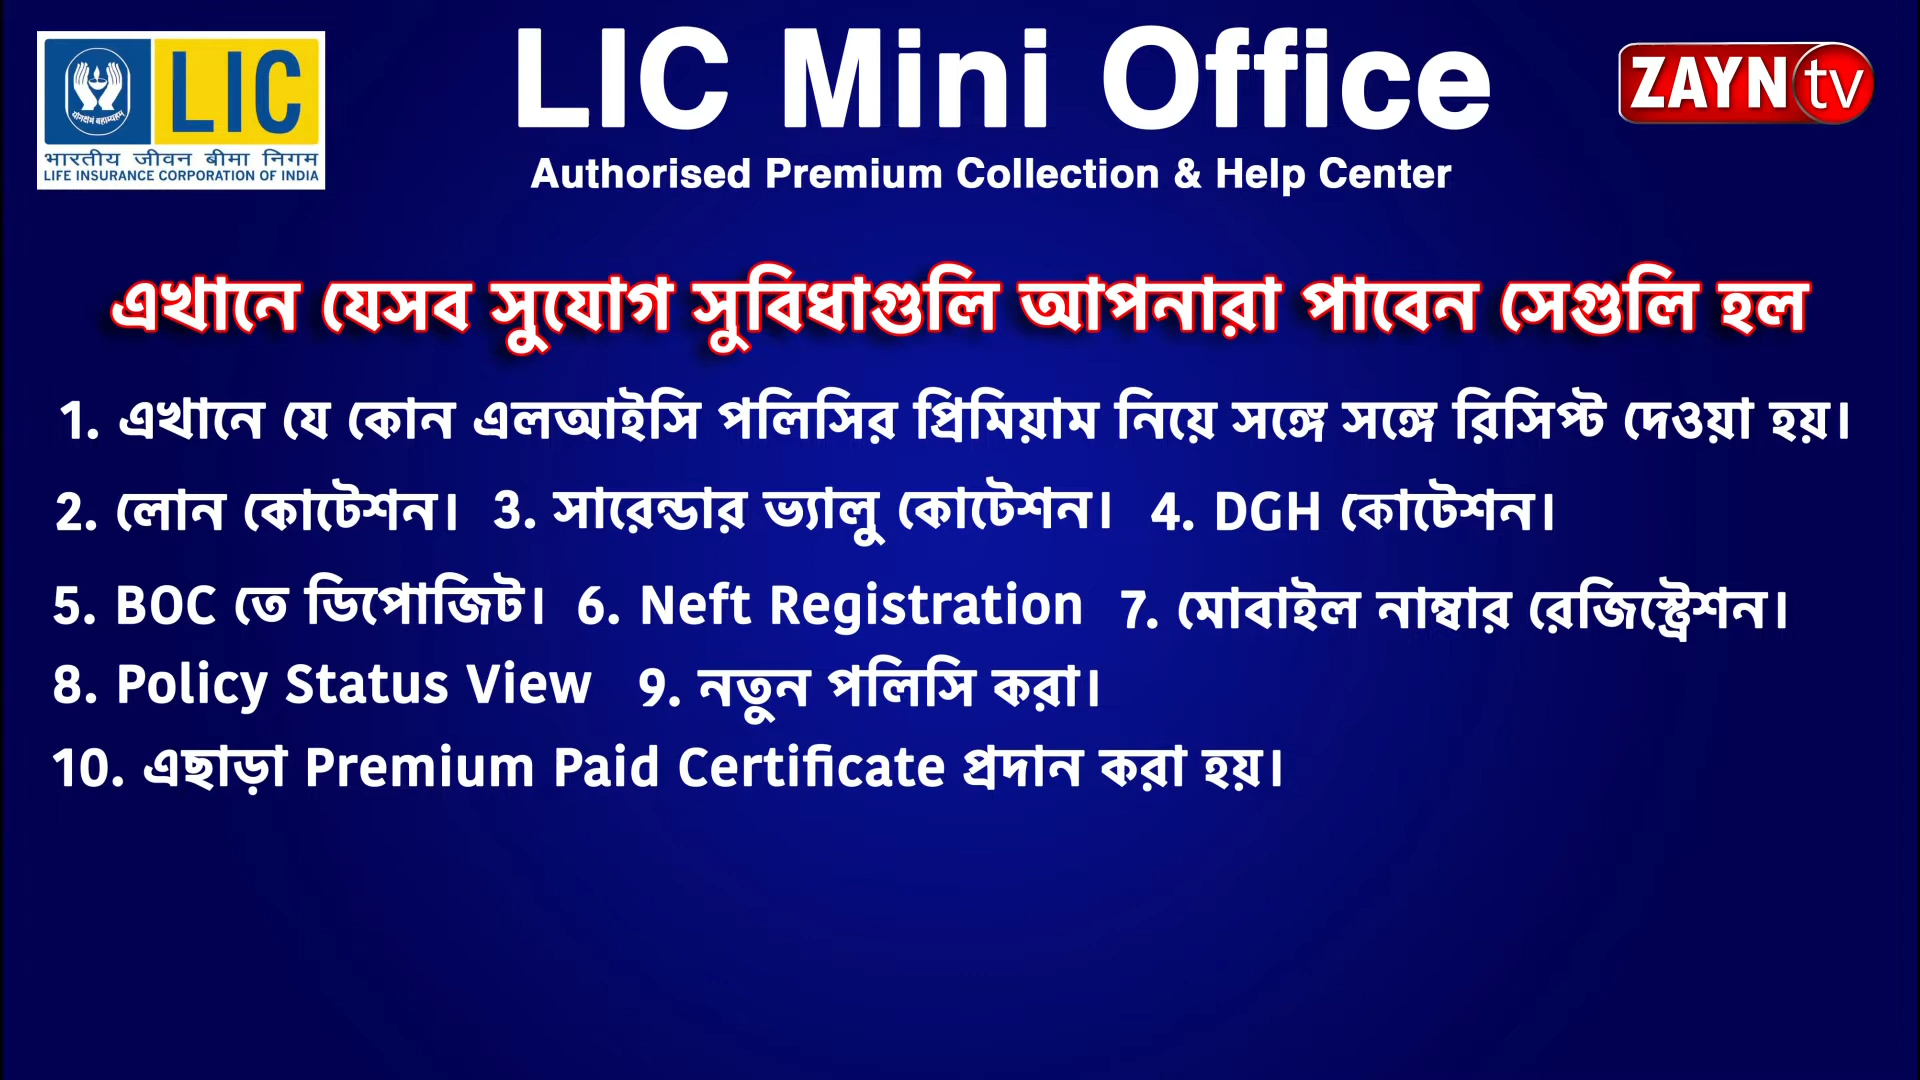 LIC
योगक्षेमं वहाम्यहम्
भारतीय जीवन बीमा निगम
LIFE INSURANCE CORPORATION OF INDIA
LIC Mini Office
Authorised Premium Collection & Help Center
ZAYN tv
এখানে যেসব সুযোগ সুবিধাগুলি আপনারা পাবেন সেগুলি হল
1. এখানে যে কোন এলআইসি পলিসির প্রিমিয়াম নিয়ে সঙ্গে সঙ্গে রিসিপ্ট দেওয়া হয়।
2. লোন কোটেশন। 3. সারেন্ডার ভ্যালু কোটেশন। 4. DGH কোটেশন।
5. BOC তে ডিপোজিট। 6. Neft Registration 7. মোবাইল নাম্বার রেজিস্ট্রেশন।
8. Policy Status View 9. নতুন পলিসি করা।
10. এছাড়া Premium Paid Certificate প্রদান করা হয়।